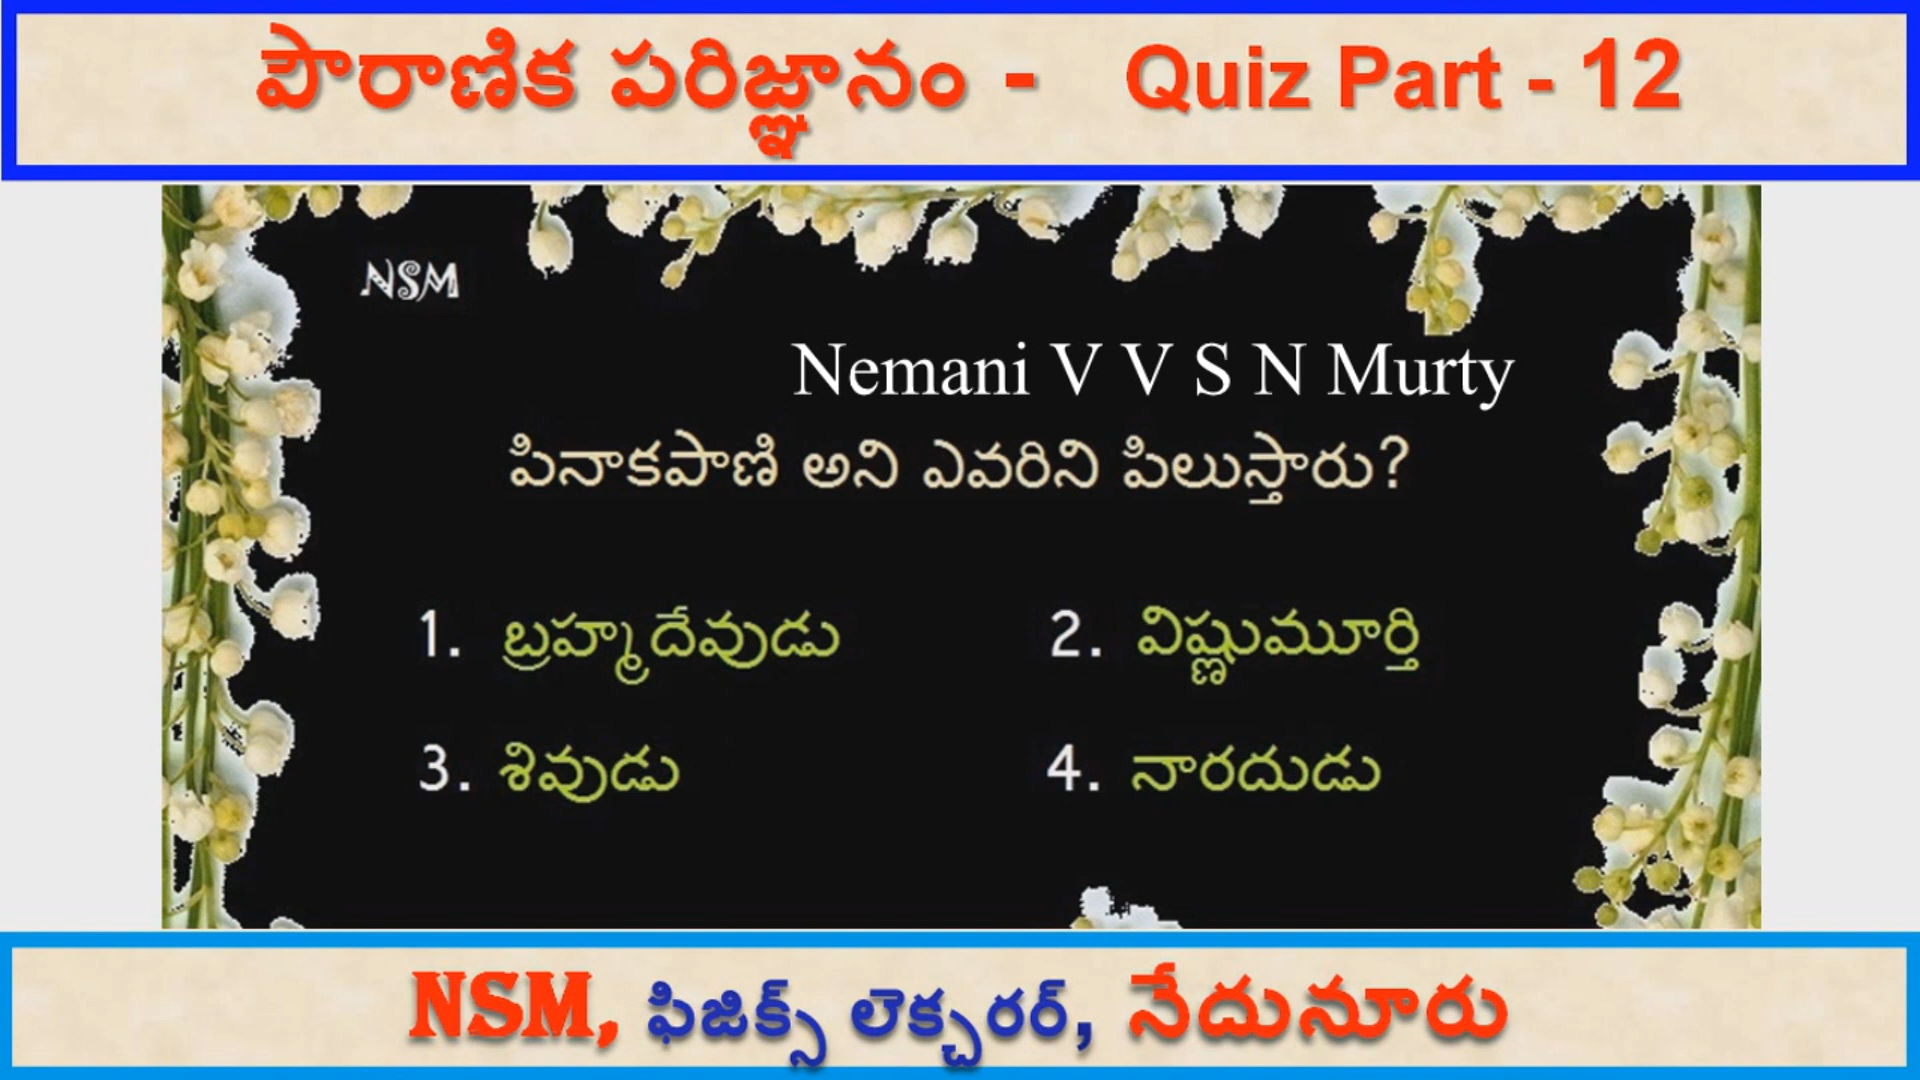 పౌరాణిక పరిజ్ఞానం - Quiz Part - 12
NSM
Nemani V V S N Murty
పినాకపాణి అని ఎవరిని పిలుస్తారు?
1. బ్రహ్మదేవుడు 2. విష్ణుమూర్తి
3. శివుడు 4. నారదుడు
NSM, ఫిజిక్స్ లెక్చరర్, నేదునూరు